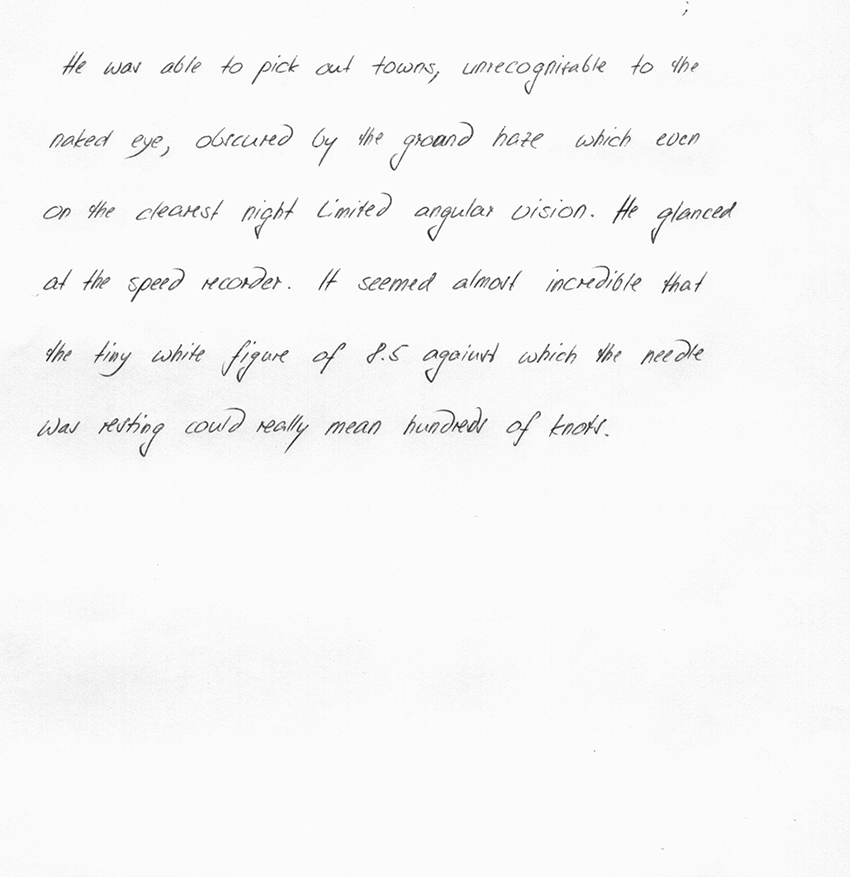 He was able to pick out towns, unrecognizable to the
naked eye, obscured by the ground haze which even
on the clearest night limited angular vision. He glanced
at the speed recorder. It seemed almost incredible that
the tiny white figure of 8.5 against which the needle
was resting could really mean hundreds of knots.